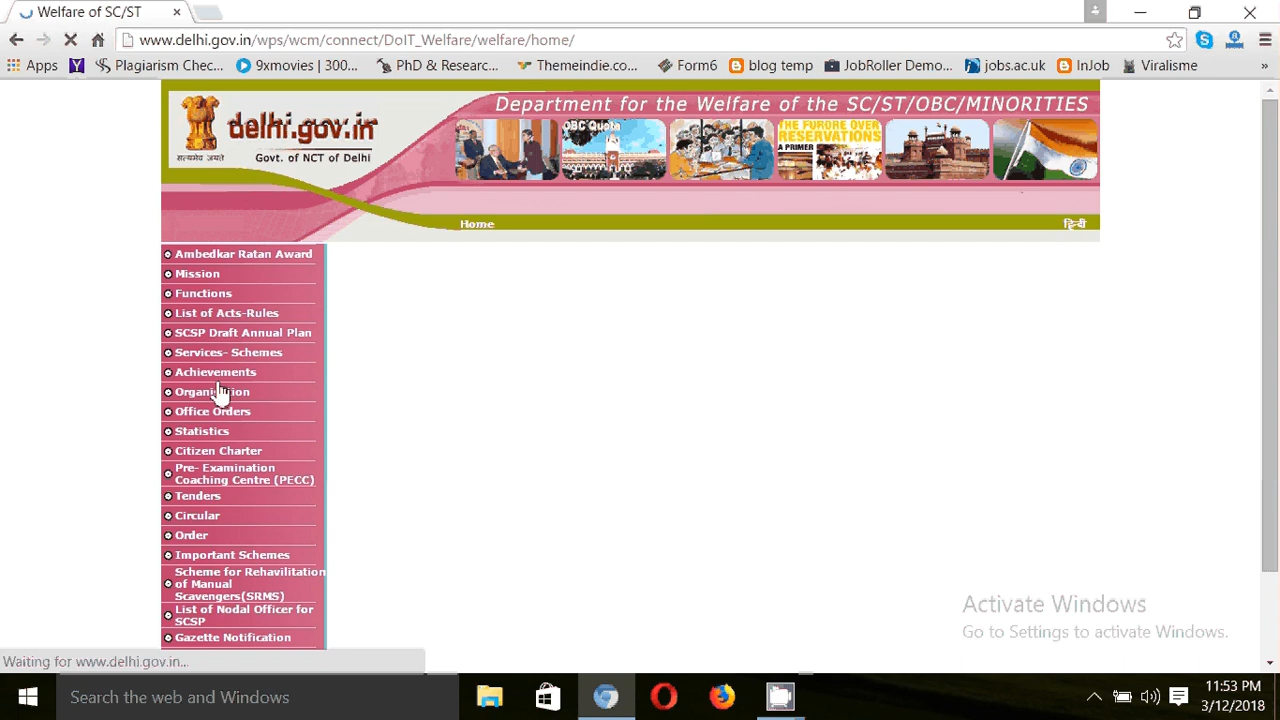 Welfare of SC/ST
www.delhi.gov.in/wps/wcm/connect/DoIT_Welfare/welfare/home/
Apps Plagiarism Chec... 9xmovies | 300... PhD & Researc... Themeindie.co... Form6 blog temp JobRoller Demo... jobs.ac.uk InJob Viralisme »
Department for the Welfare of the SC/ST/OBC/MINORITIES
delhi.gov.in
सत्यमेव जयते
Govt. of NCT of Delhi
OBC Quota
THE FURORE OVER
RESERVATIONS
A PRIMER
Home हिन्दी
Ambedkar Ratan Award
Mission
Functions
List of Acts-Rules
SCSP Draft Annual Plan
Services- Schemes
Achievements
Organisation
Office Orders
Statistics
Citizen Charter
Pre- Examination
Coaching Centre (PECC)
Tenders
Circular
Order
Important Schemes
Scheme for Rehavilitation
of Manual
Scavengers(SRMS)
List of Nodal Officer for
SCSP
Gazette Notification
Activate Windows
Go to Settings to activate Windows.
Waiting for www.delhi.gov.in...
Search the web and Windows
11:53 PM
3/12/2018